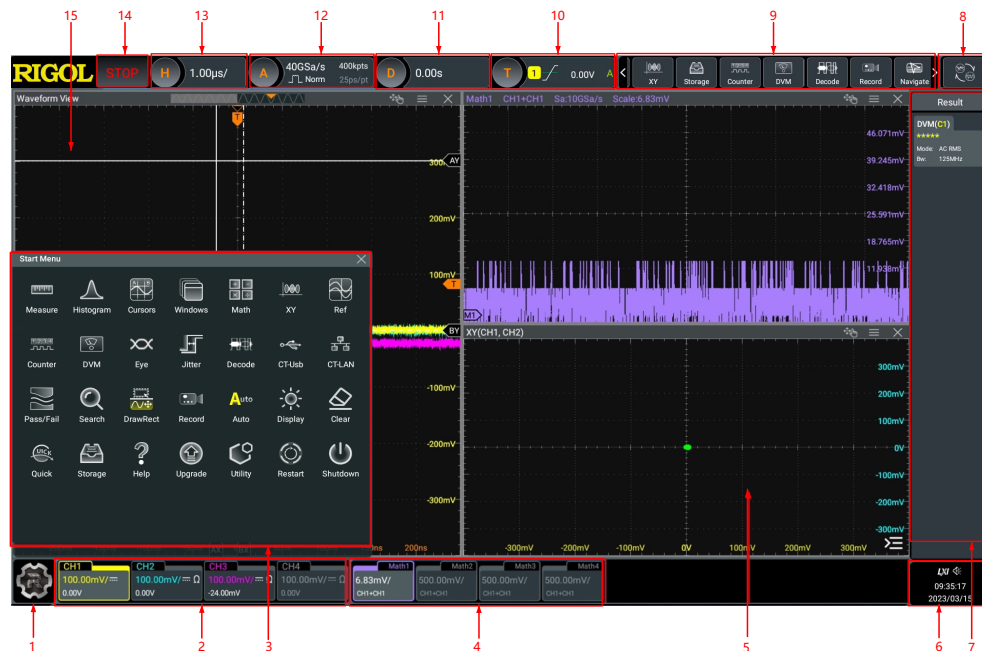 15 14 13 12 11 10 9 8
RIGOL STOP H 1.00µs/ A 40GSa/s 400kpts Norm 25ps/pt D 0.00s T 1 0.00V A
XY Storage Counter DVM Decode Record Navigate
Waveform View
T
300
AY
200mV
100mV
T
BY
-100mV
-200mV
-300mV
200ns
Math1 CH1+CH1 Sa:10GSa/s Scale:6.83mV
46.071mV
39.245mV
32.418mV
25.591mV
18.765mV
11.938mV
M1
XY(CH1, CH2)
300mV
200mV
100mV
0V
-100mV
-200mV
-300mV
-300mV -200mV -100mV 0V 100mV 200mV 300mV
Result
DVM(C1)
*****
Mode: AC RMS
Bw: 125MHz
Start Menu
Measure Histogram Cursors Windows Math XY Ref
Counter DVM Eye Jitter Decode CT-Usb CT-LAN
Pass/Fail Search DrawRect Record Auto Auto Display Clear
Quick Storage Help Upgrade Utility Restart Shutdown
AX BX
CH1 CH2 CH3 CH4 Math1 Math2 Math3 Math4
100.00mV/ 100.00mV/ Ω 100.00mV/ Ω 100.00mV/ Ω 6.83mV/ 500.00mV/ 500.00mV/ 500.00mV/
0.00V 0.00V -24.00mV 0.00V CH1+CH1 CH1+CH1 CH1+CH1 CH1+CH1
LXI
09:35:17
2023/03/15
1 2 3 4 5 6 7